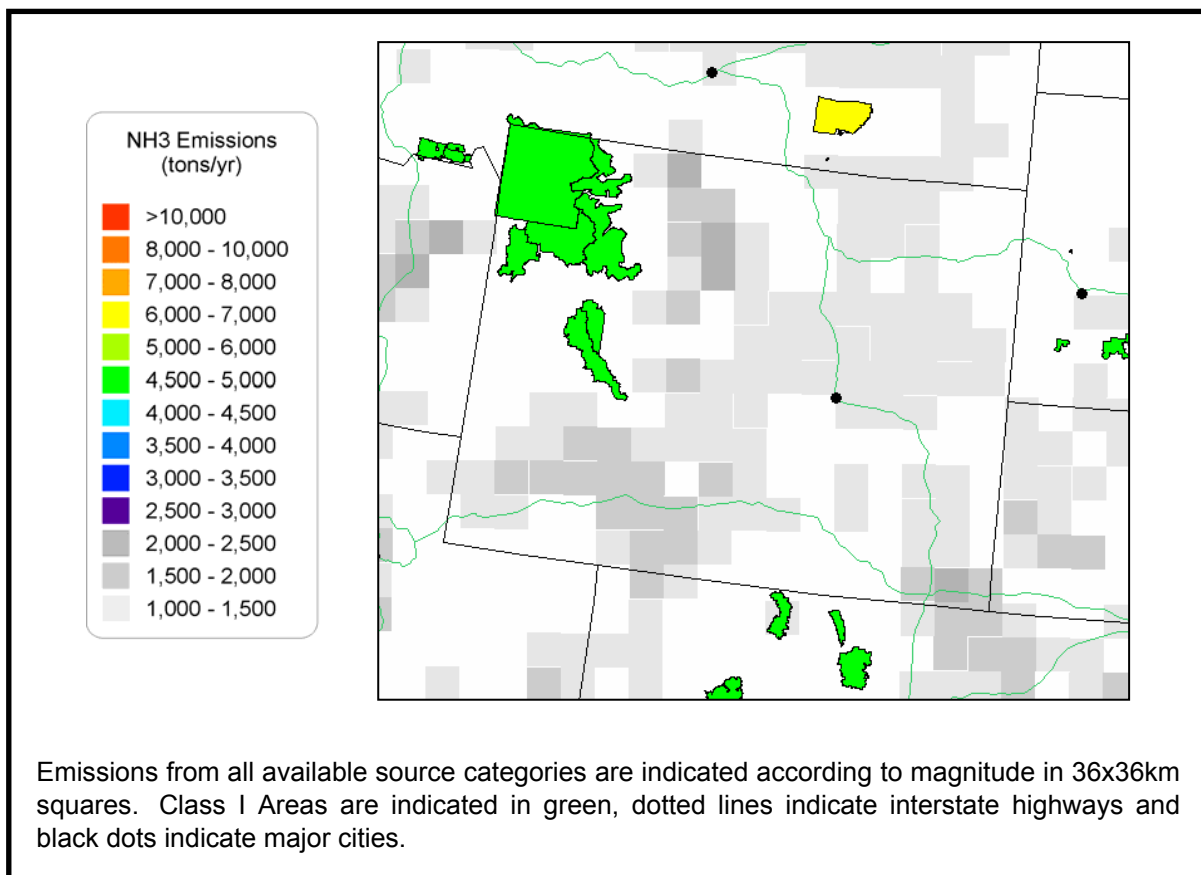 NH3 Emissions
(tons/yr)
>10,000
8,000 - 10,000
7,000 - 8,000
6,000 - 7,000
5,000 - 6,000
4,500 - 5,000
4,000 - 4,500
3,500 - 4,000
3,000 - 3,500
2,500 - 3,000
2,000 - 2,500
1,500 - 2,000
1,000 - 1,500
Emissions from all available source categories are indicated according to magnitude in 36x36km
squares. Class I Areas are indicated in green, dotted lines indicate interstate highways and
black dots indicate major cities.